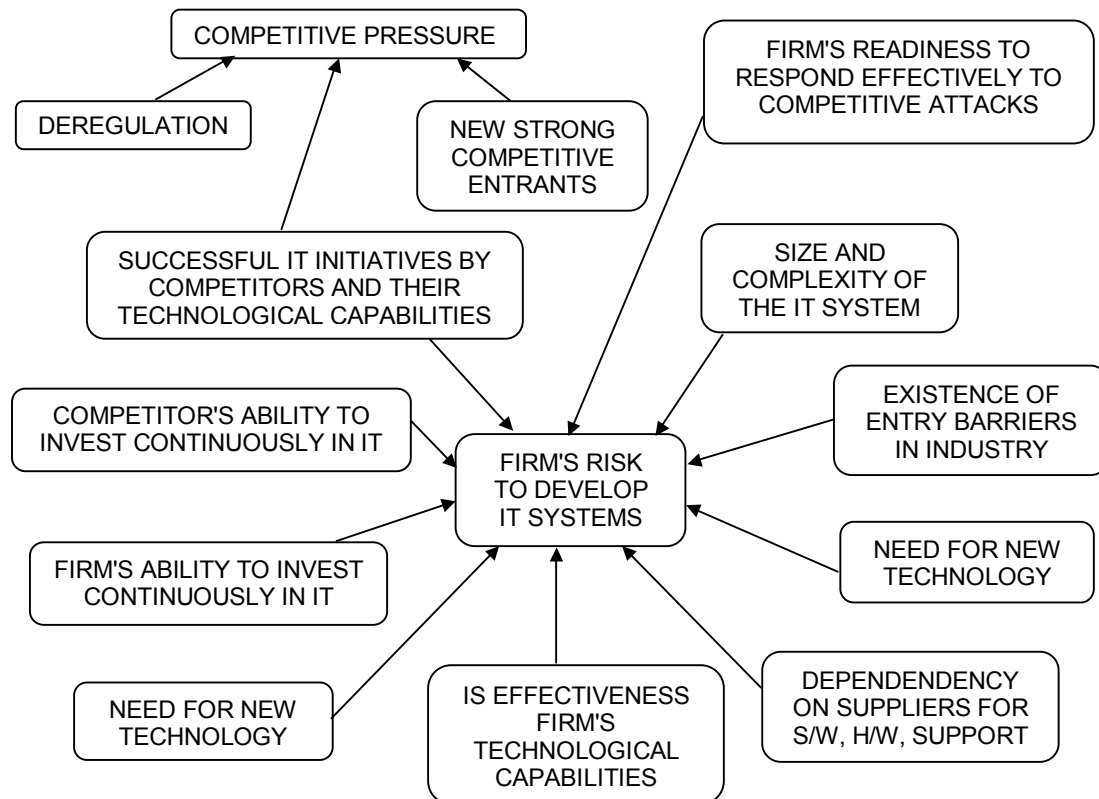 COMPETITIVE PRESSURE
FIRM'S READINESS TO
RESPOND EFFECTIVELY TO
COMPETITIVE ATTACKS
DEREGULATION
NEW STRONG
COMPETITIVE
ENTRANTS
SUCCESSFUL IT INITIATIVES BY
COMPETITORS AND THEIR
TECHNOLOGICAL CAPABILITIES
SIZE AND
COMPLEXITY OF
THE IT SYSTEM
COMPETITOR'S ABILITY TO
INVEST CONTINUOUSLY IN IT
EXISTENCE OF
ENTRY BARRIERS
IN INDUSTRY
FIRM'S RISK
TO DEVELOP
IT SYSTEMS
FIRM'S ABILITY TO INVEST
CONTINUOUSLY IN IT
NEED FOR NEW
TECHNOLOGY
NEED FOR NEW
TECHNOLOGY
IS EFFECTIVENESS
FIRM'S
TECHNOLOGICAL
CAPABILITIES
DEPENDENDENCY
ON SUPPLIERS FOR
S/W, H/W, SUPPORT